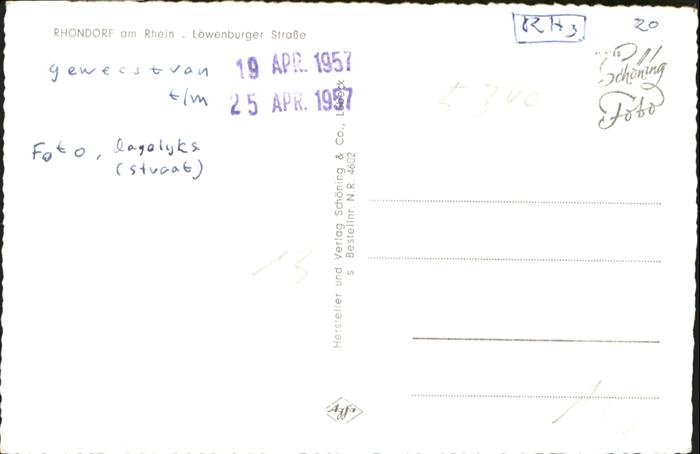 RHONDORF am Rhein . Löwenburger Straße
geweest van 19 APR. 1957
t/m 25 APR. 1957
Foto, dagelyks
(straat)
RH3
20
Schöning
Foto
Hersteller und Verlag Schöning & Co., Lübeck
s Bestellnr. N.R. 4602